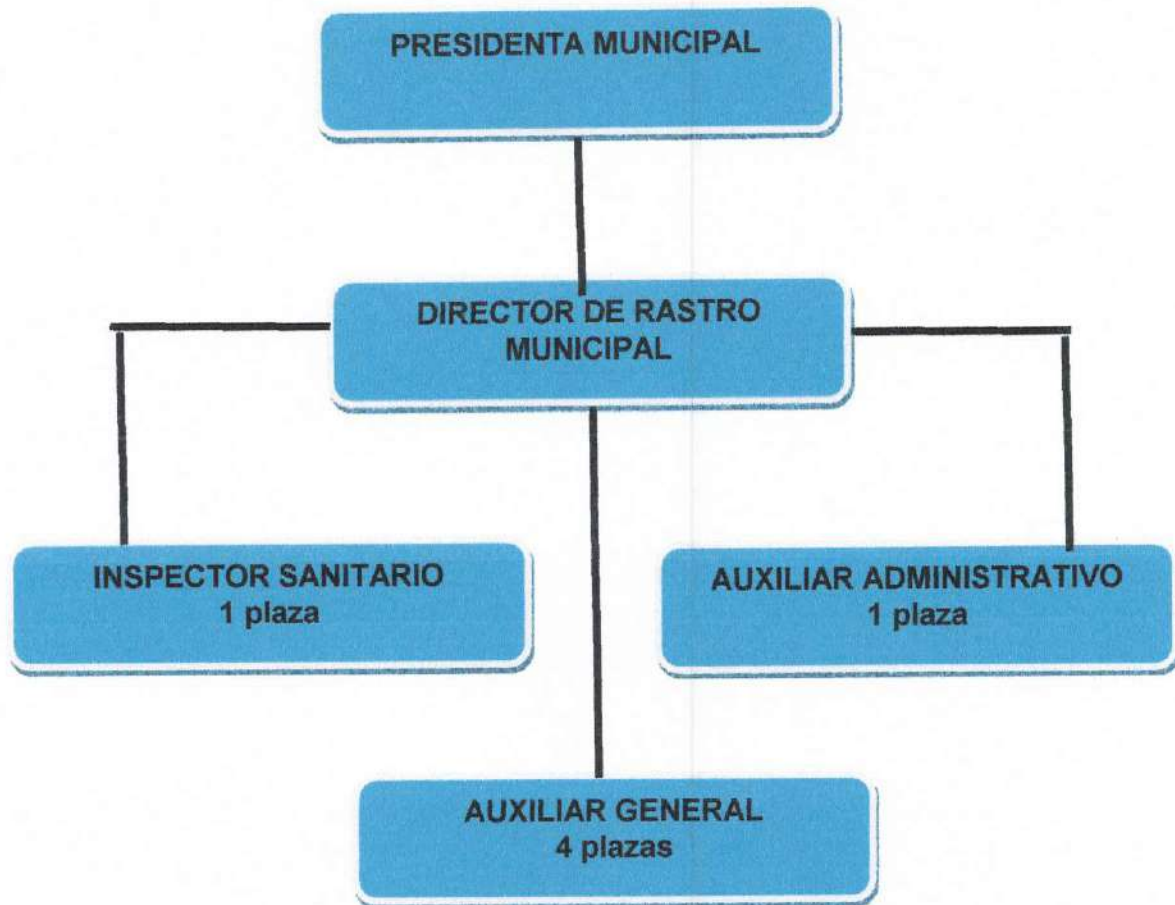 PRESIDENTA MUNICIPAL
DIRECTOR DE RASTRO
MUNICIPAL
INSPECTOR SANITARIO
1 plaza
AUXILIAR ADMINISTRATIVO
1 plaza
AUXILIAR GENERAL
4 plazas